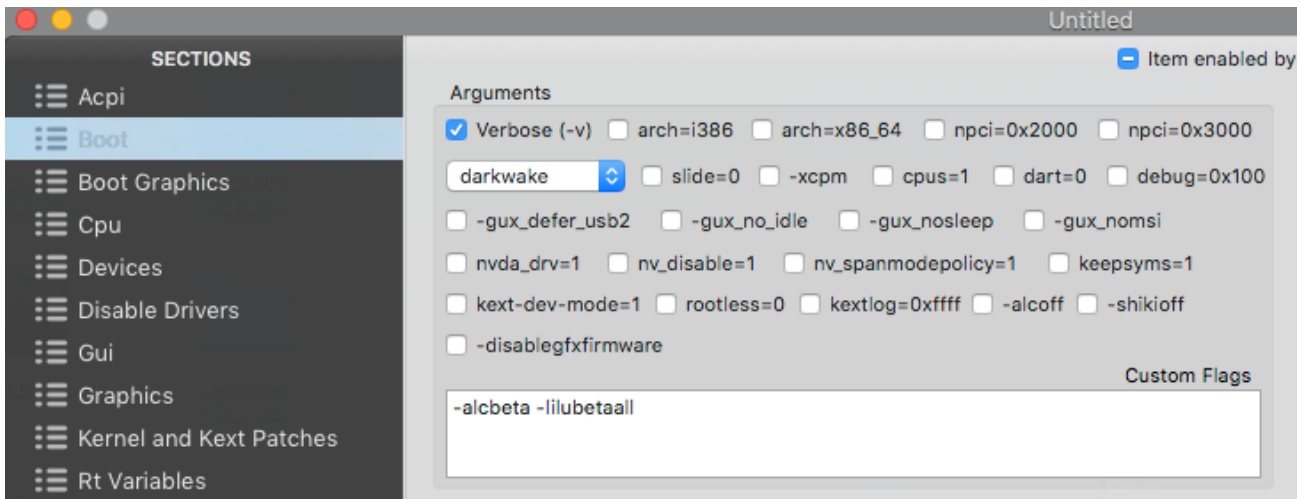 Untitled
SECTIONS
Acpi
Boot
Boot Graphics
Cpu
Devices
Disable Drivers
Gui
Graphics
Kernel and Kext Patches
Rt Variables
Item enabled by
Arguments
Verbose (-v) arch=i386 arch=x86_64 npci=0x2000 npci=0x3000
darkwake slide=0 -xcpm cpus=1 dart=0 debug=0x100
-gux_defer_usb2 -gux_no_idle -gux_nosleep -gux_nomsi
nvda_drv=1 nv_disable=1 nv_spanmodepolicy=1 keepsyms=1
kext-dev-mode=1 rootless=0 kextlog=0xffff -alcoff -shikioff
-disablegfxfirmware
Custom Flags
-alcbeta -lilubetaall